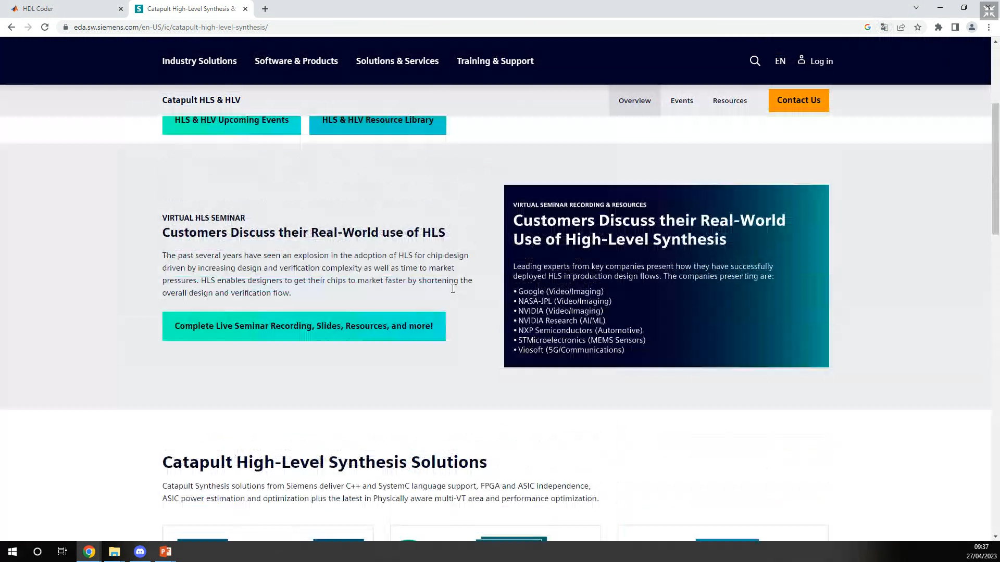 HDL Coder
Catapult High-Level Synthesis &
eda.sw.siemens.com/en-US/ic/catapult-high-level-synthesis/
Industry Solutions Software & Products Solutions & Services Training & Support EN Log in
Catapult HLS & HLV Overview Events Resources Contact Us
HLS & HLV Upcoming Events HLS & HLV Resource Library
VIRTUAL HLS SEMINAR
Customers Discuss their Real-World use of HLS
The past several years have seen an explosion in the adoption of HLS for chip design
driven by increasing design and verification complexity as well as time to market
pressures. HLS enables designers to get their chips to market faster by shortening the
overall design and verification flow.
Complete Live Seminar Recording, Slides, Resources, and more!
VIRTUAL SEMINAR RECORDING & RESOURCES
Customers Discuss their Real-World
Use of High-Level Synthesis
Leading experts from key companies present how they have successfully
deployed HLS in production design flows. The companies presenting are:
• Google (Video/Imaging)
• NASA-JPL (Video/Imaging)
• NVIDIA (Video/Imaging)
• NVIDIA Research (AI/ML)
• NXP Semiconductors (Automotive)
• STMicroelectronics (MEMS Sensors)
• Viosoft (5G/Communications)
Catapult High-Level Synthesis Solutions
Catapult Synthesis solutions from Siemens deliver C++ and SystemC language support, FPGA and ASIC independence,
ASIC power estimation and optimization plus the latest in Physically aware multi-VT area and performance optimization.
09:37
27/04/2023